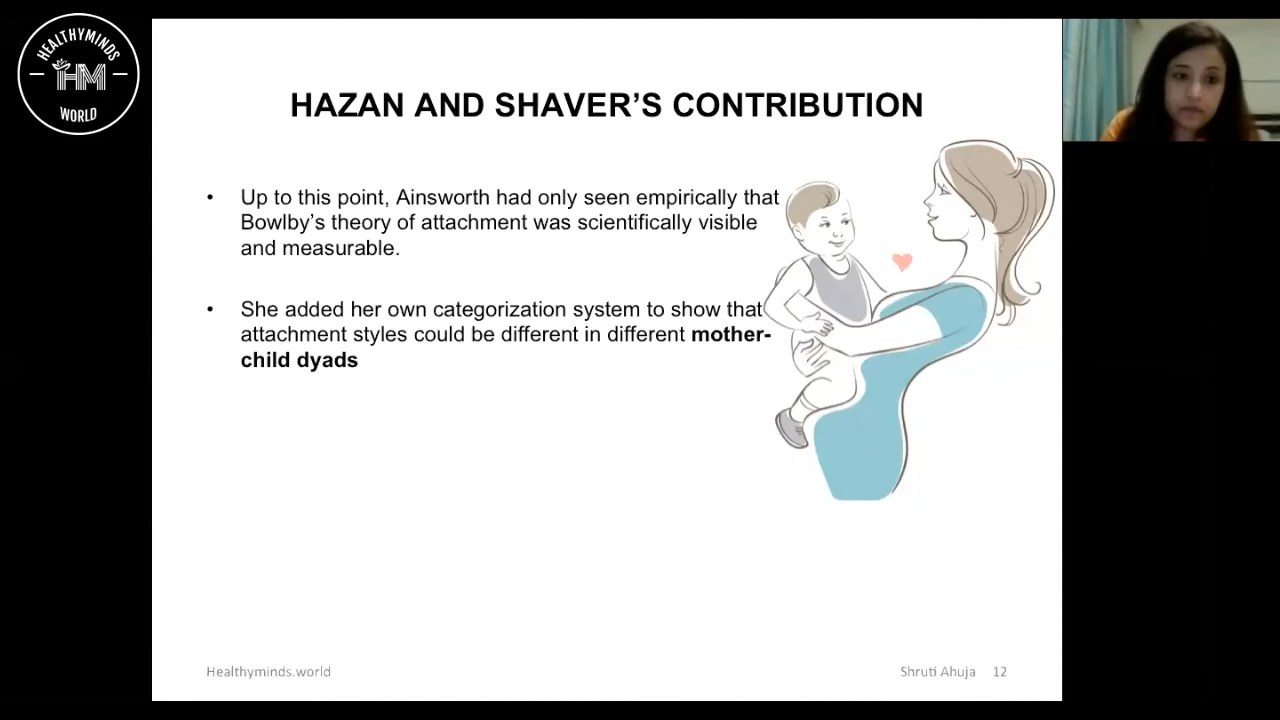 HEALTHYMINDS
HM
WORLD
HAZAN AND SHAVER’S CONTRIBUTION
• Up to this point, Ainsworth had only seen empirically that
Bowlby’s theory of attachment was scientifically visible
and measurable.
• She added her own categorization system to show that
attachment styles could be different in different mother-
child dyads
Healthyminds.world
Shruti Ahuja 12